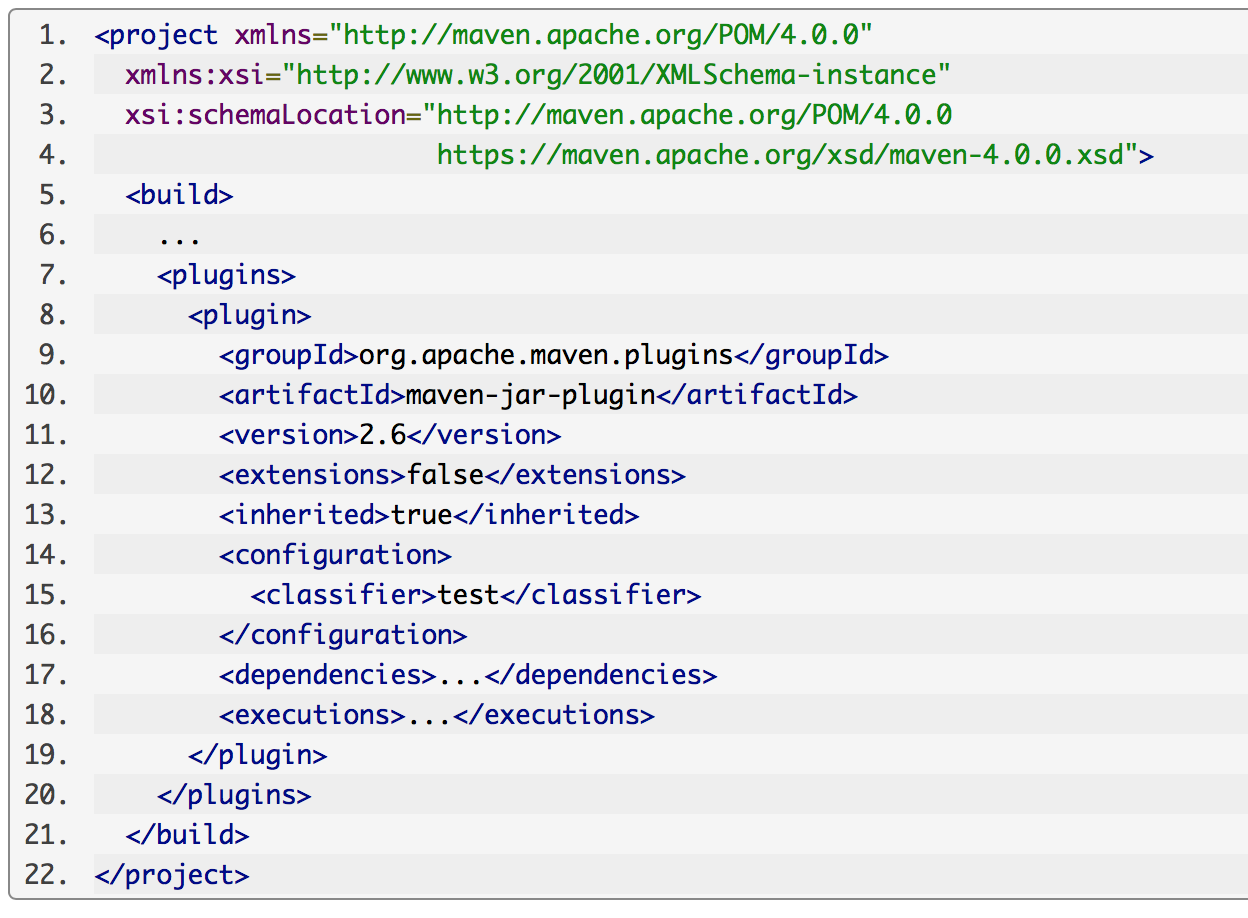 1. <project xmlns="http://maven.apache.org/POM/4.0.0"
2.   xmlns:xsi="http://www.w3.org/2001/XMLSchema-instance"
3.   xsi:schemaLocation="http://maven.apache.org/POM/4.0.0
4.                       https://maven.apache.org/xsd/maven-4.0.0.xsd">
5.   <build>
6.     ...
7.     <plugins>
8.       <plugin>
9.         <groupId>org.apache.maven.plugins</groupId>
10.         <artifactId>maven-jar-plugin</artifactId>
11.         <version>2.6</version>
12.         <extensions>false</extensions>
13.         <inherited>true</inherited>
14.         <configuration>
15.           <classifier>test</classifier>
16.         </configuration>
17.         <dependencies>...</dependencies>
18.         <executions>...</executions>
19.       </plugin>
20.     </plugins>
21.   </build>
22. </project>